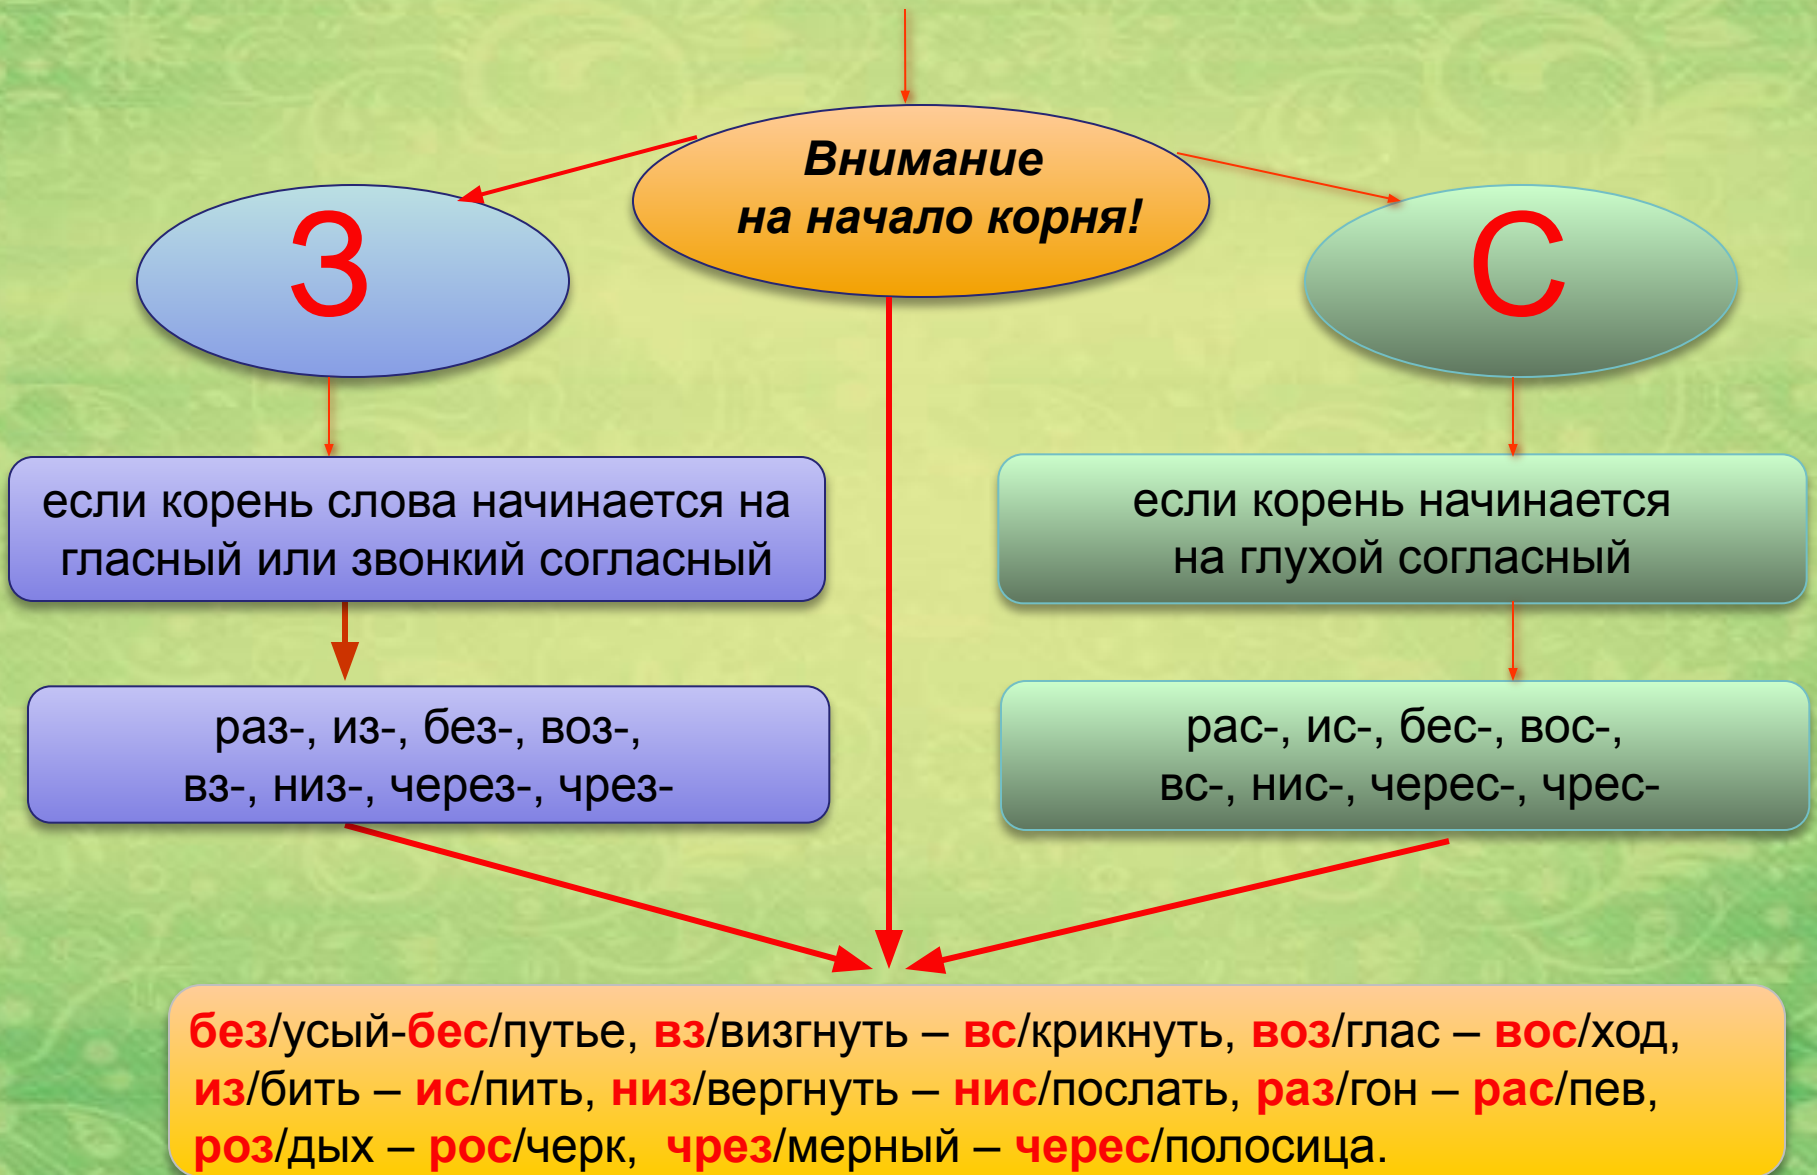 Внимание
на начало корня!
З
С
если корень слова начинается на
гласный или звонкий согласный
если корень начинается
на глухой согласный
раз-, из-, без-, воз-,
вз-, низ-, через-, чрез-
рас-, ис-, бес-, вос-,
вс-, нис-, черес-, чрес-
без/усый-бес/путье, вз/визгнуть – вс/крикнуть, воз/глас – вос/ход,
из/бить – ис/пить, низ/вергнуть – нис/послать, раз/гон – рас/пев,
роз/дых – рос/черк, чрез/мерный – черес/полосица.